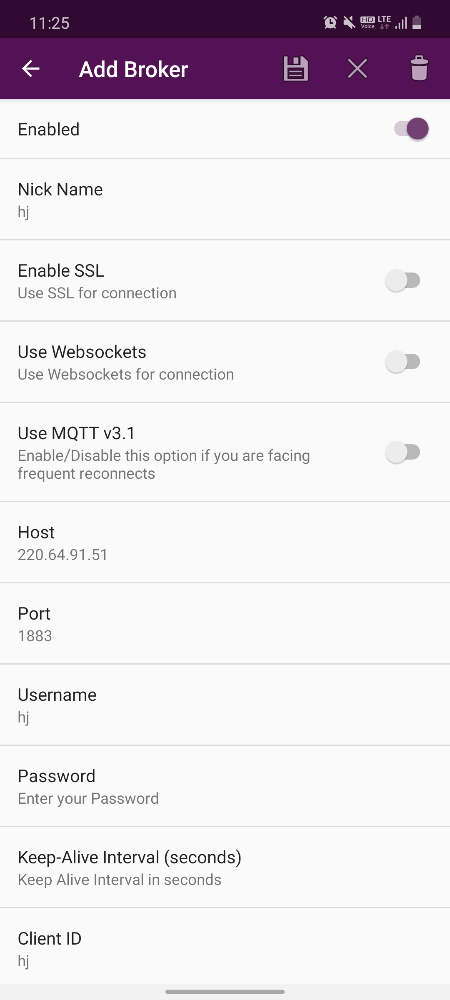 11:25
HD
Voice
LTE
Add Broker
Enabled
Nick Name
hj
Enable SSL
Use SSL for connection
Use Websockets
Use Websockets for connection
Use MQTT v3.1
Enable/Disable this option if you are facing
frequent reconnects
Host
220.64.91.51
Port
1883
Username
hj
Password
Enter your Password
Keep-Alive Interval (seconds)
Keep Alive Interval in seconds
Client ID
hj